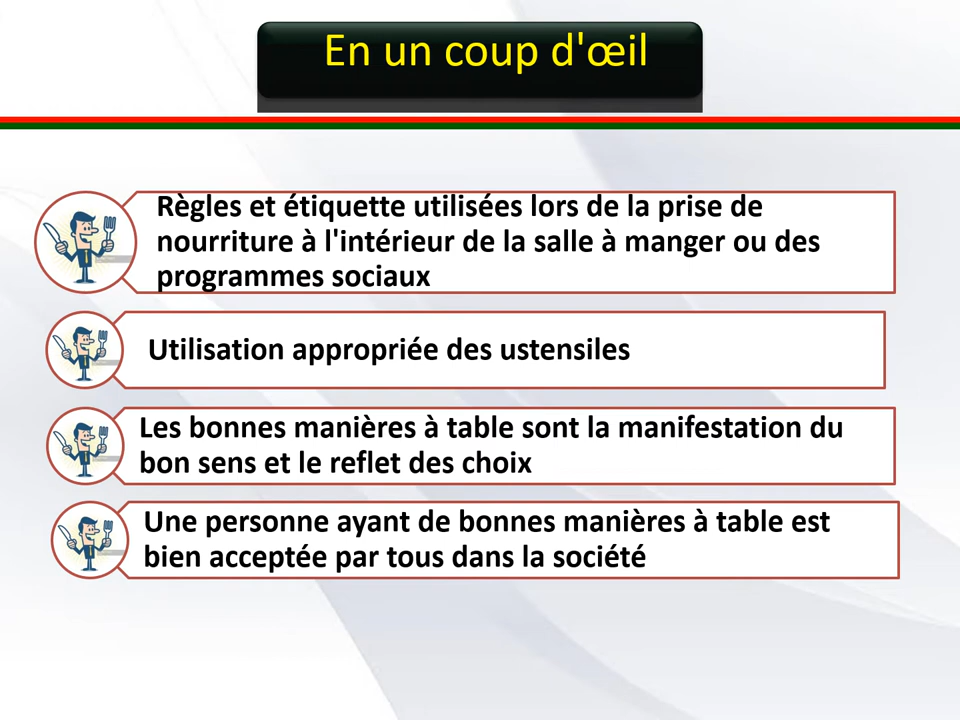 En un coup d'œil
Règles et étiquette utilisées lors de la prise de
nourriture à l'intérieur de la salle à manger ou des
programmes sociaux
Utilisation appropriée des ustensiles
Les bonnes manières à table sont la manifestation du
bon sens et le reflet des choix
Une personne ayant de bonnes manières à table est
bien acceptée par tous dans la société